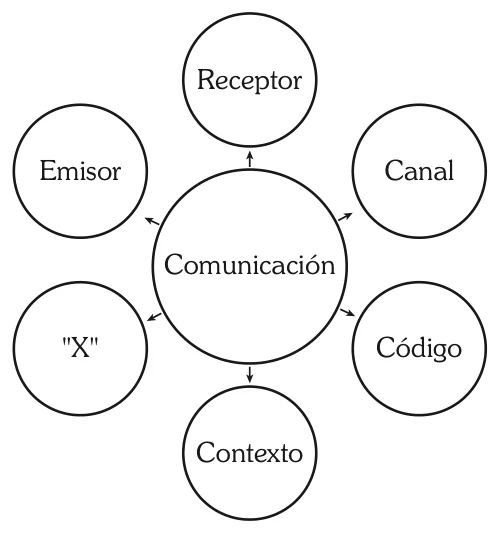 Receptor
Emisor
Canal
Comunicación
"X"
Código
Contexto